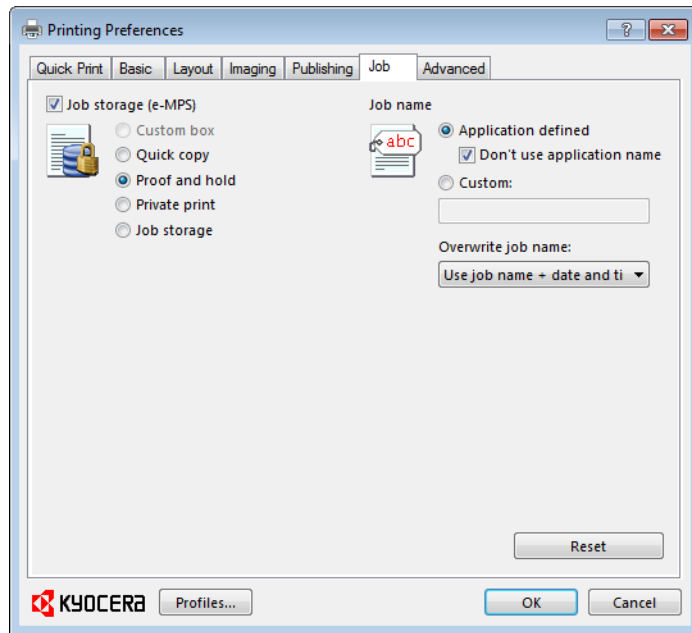 Printing Preferences
Quick Print Basic Layout Imaging Publishing Job Advanced
Job storage (e-MPS)
Custom box
Quick copy
Proof and hold
Private print
Job storage
Job name
abc
Application defined
Don't use application name
Custom:
Overwrite job name:
Use job name + date and ti
Reset
KYOCERA
Profiles...
OK
Cancel